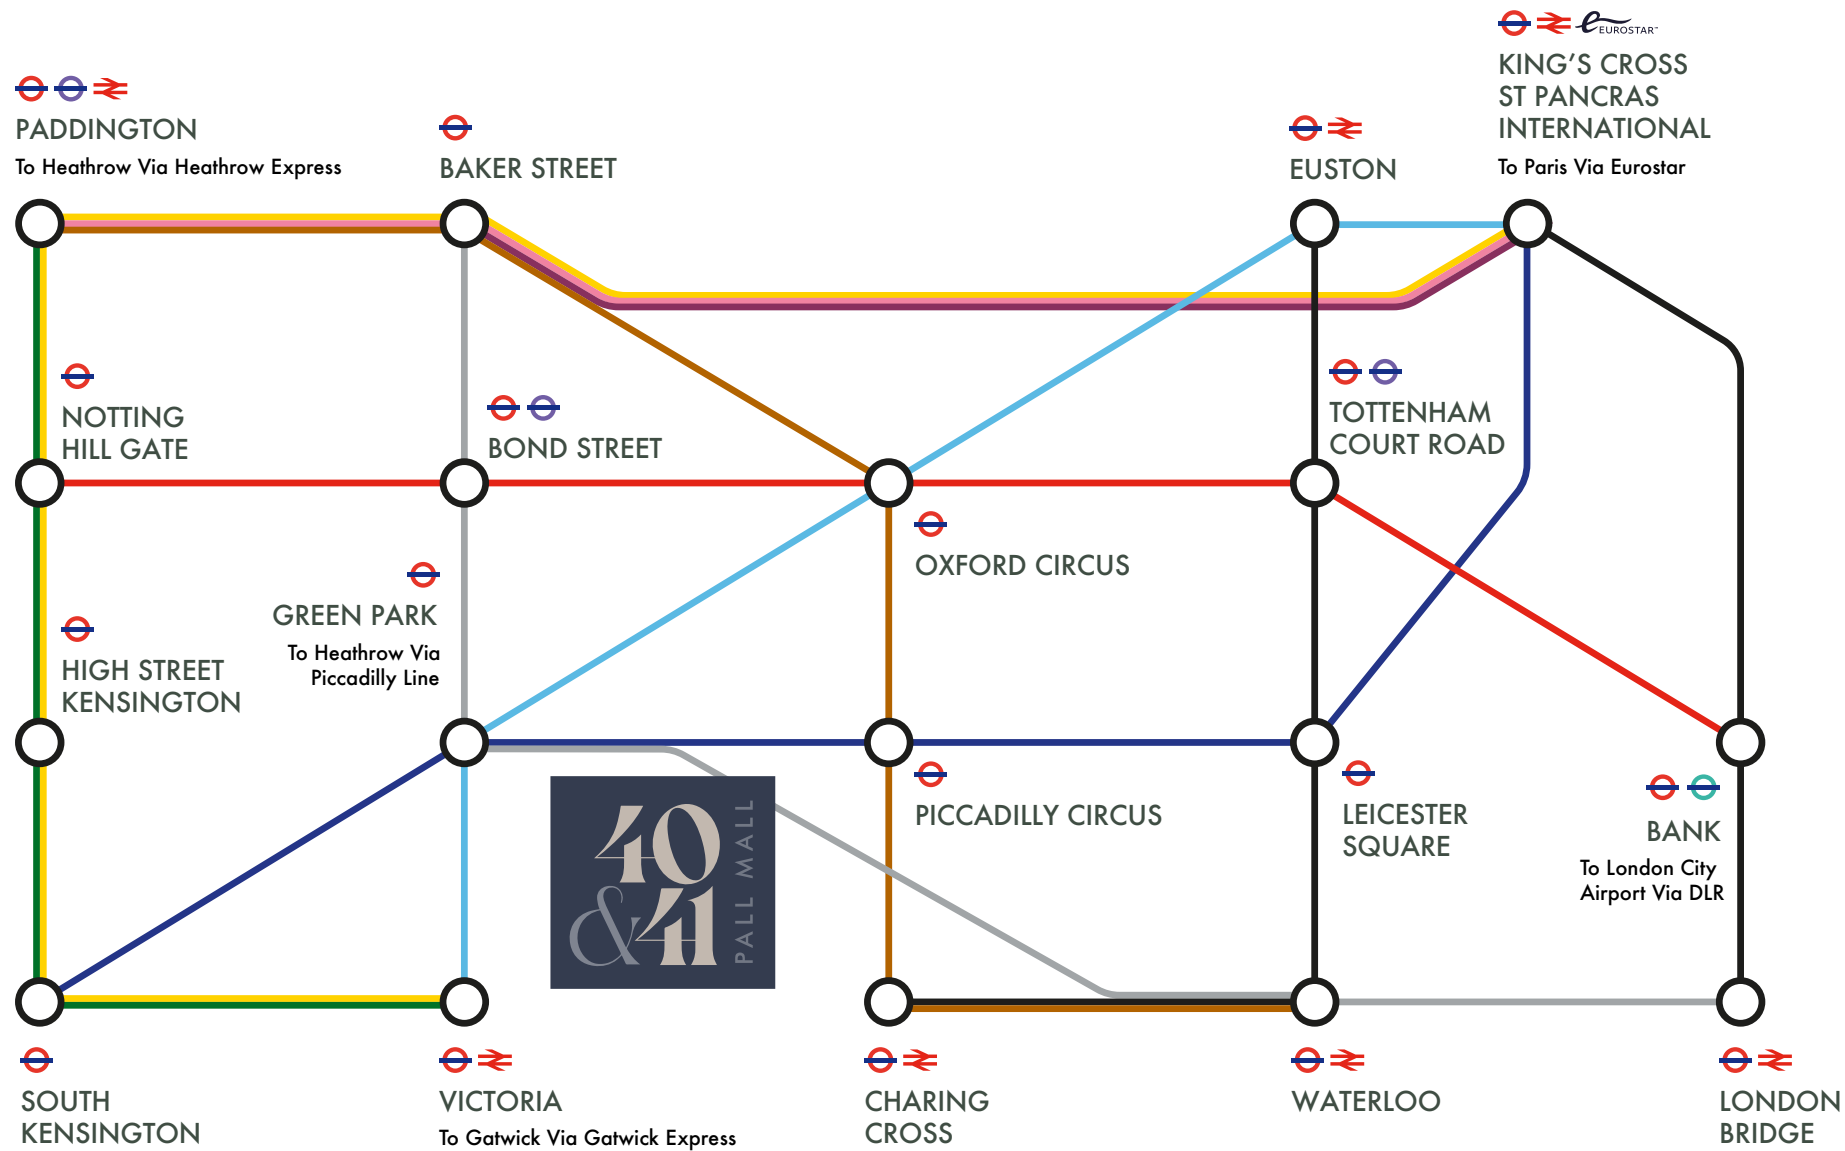 EUROSTAR™
KING’S CROSS
ST PANCRAS
INTERNATIONAL
To Paris Via Eurostar
PADDINGTON
To Heathrow Via Heathrow Express
BAKER STREET
EUSTON
NOTTING
HILL GATE
BOND STREET
TOTTENHAM
COURT ROAD
OXFORD CIRCUS
GREEN PARK
To Heathrow Via
Piccadilly Line
HIGH STREET
KENSINGTON
40
&41
PALL MALL
PICCADILLY CIRCUS
LEICESTER
SQUARE
BANK
To London City
Airport Via DLR
SOUTH
KENSINGTON
VICTORIA
To Gatwick Via Gatwick Express
CHARING
CROSS
WATERLOO
LONDON
BRIDGE